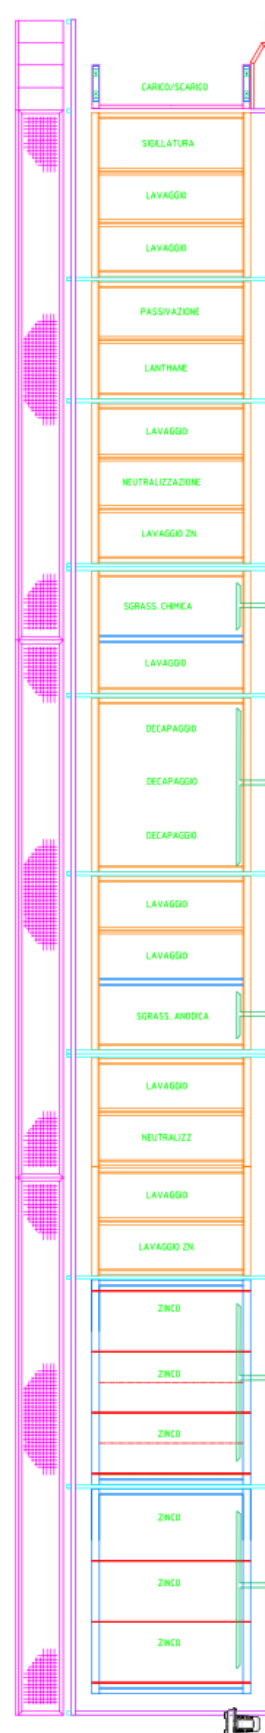 CARICO/SCARICO
SIGILLATURA
LAVAGGIO
LAVAGGIO
PASSIVAZIONE
LANTHANE
LAVAGGIO
NEUTRALIZZAZIONE
LAVAGGIO ZN.
SGRASS. CHIMICA
LAVAGGIO
DECAPAGGIO
DECAPAGGIO
DECAPAGGIO
LAVAGGIO
LAVAGGIO
SGRASS. ANODICA
LAVAGGIO
NEUTRALIZZ
LAVAGGIO
LAVAGGIO ZN.
ZINCO
ZINCO
ZINCO
ZINCO
ZINCO
ZINCO